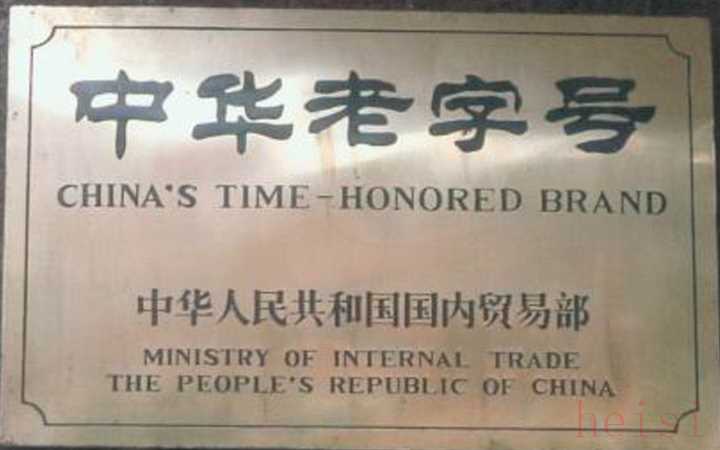 中华老字号
CHINA'S TIME-HONORED BRAND
中华人民共和国国内贸易部
MINISTRY OF INTERNAL TRADE
THE PEOPLE'S REPUBLIC OF CHINA